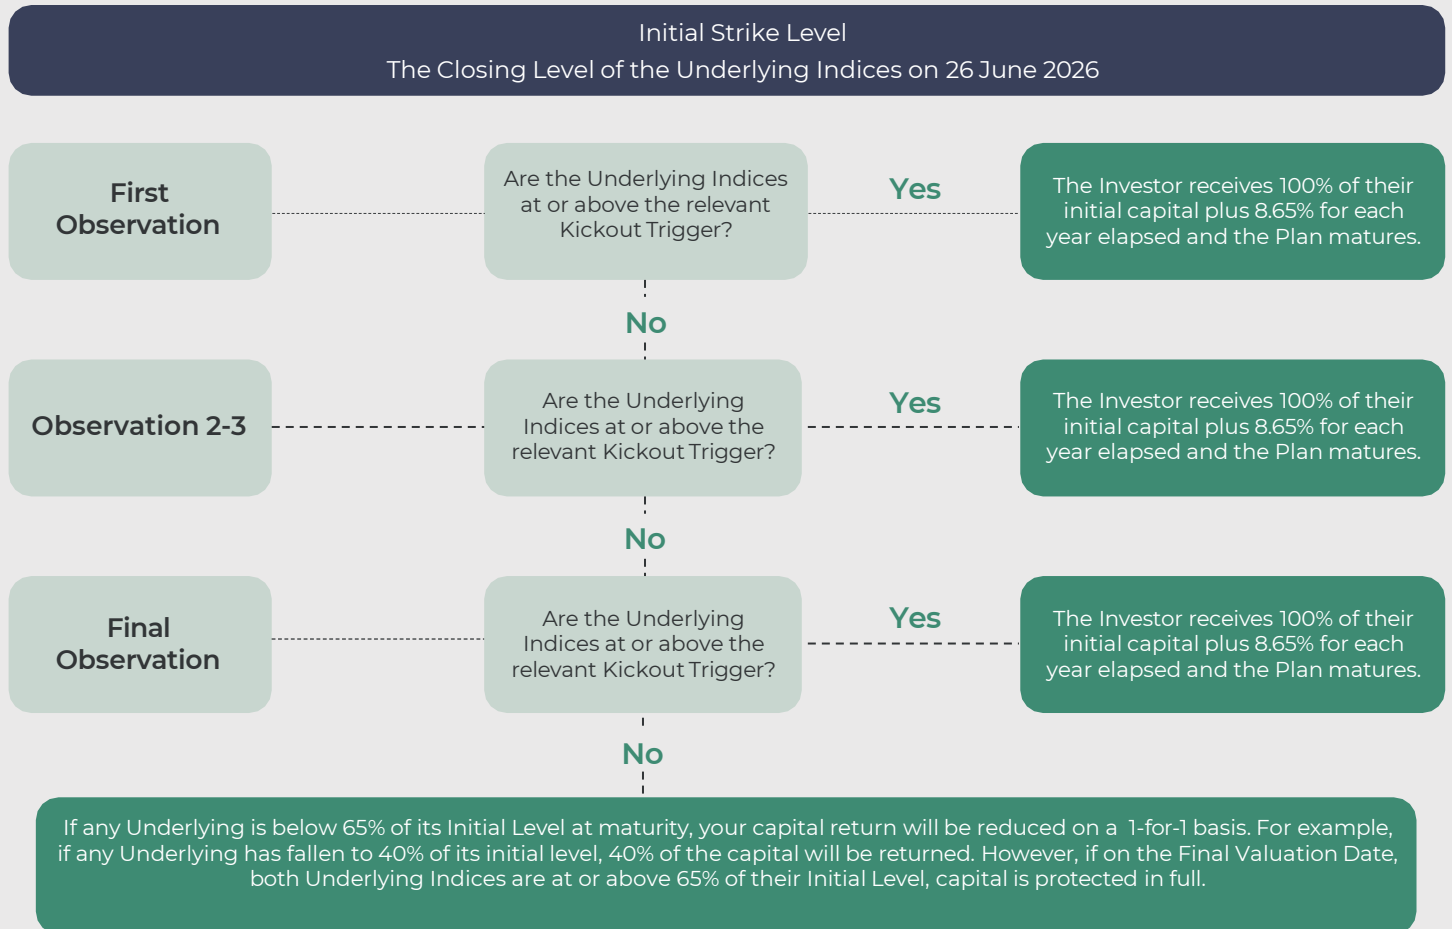 Initial Strike Level
The Closing Level of the Underlying Indices on 26 June 2026
First
Observation
Are the Underlying Indices
at or above the relevant
Kickout Trigger?
Yes
The Investor receives 100% of their
initial capital plus 8.65% for each
year elapsed and the Plan matures.
No
Observation 2-3
Are the Underlying
Indices at or above the
relevant Kickout Trigger?
Yes
The Investor receives 100% of their
initial capital plus 8.65% for each
year elapsed and the Plan matures.
No
Final
Observation
Are the Underlying
Indices at or above the
relevant Kickout Trigger?
Yes
The Investor receives 100% of their
initial capital plus 8.65% for each
year elapsed and the Plan matures.
No
If any Underlying is below 65% of its Initial Level at maturity, your capital return will be reduced on a 1-for-1 basis. For example,
if any Underlying has fallen to 40% of its initial level, 40% of the capital will be returned. However, if on the Final Valuation Date,
both Underlying Indices are at or above 65% of their Initial Level, capital is protected in full.